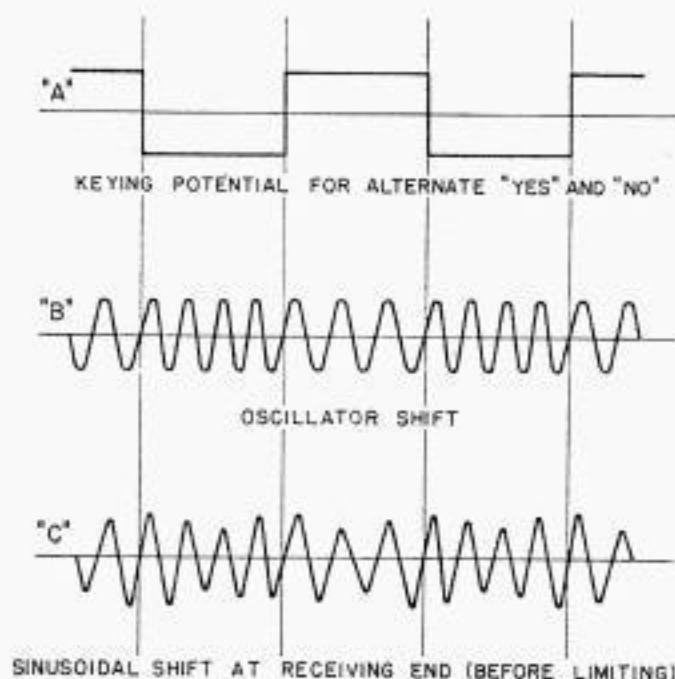 "A"
KEYING POTENTIAL FOR ALTERNATE "YES" AND "NO"
"B"
OSCILLATOR SHIFT
"C"
SINUSOIDAL SHIFT AT RECEIVING END (BEFORE LIMITING)